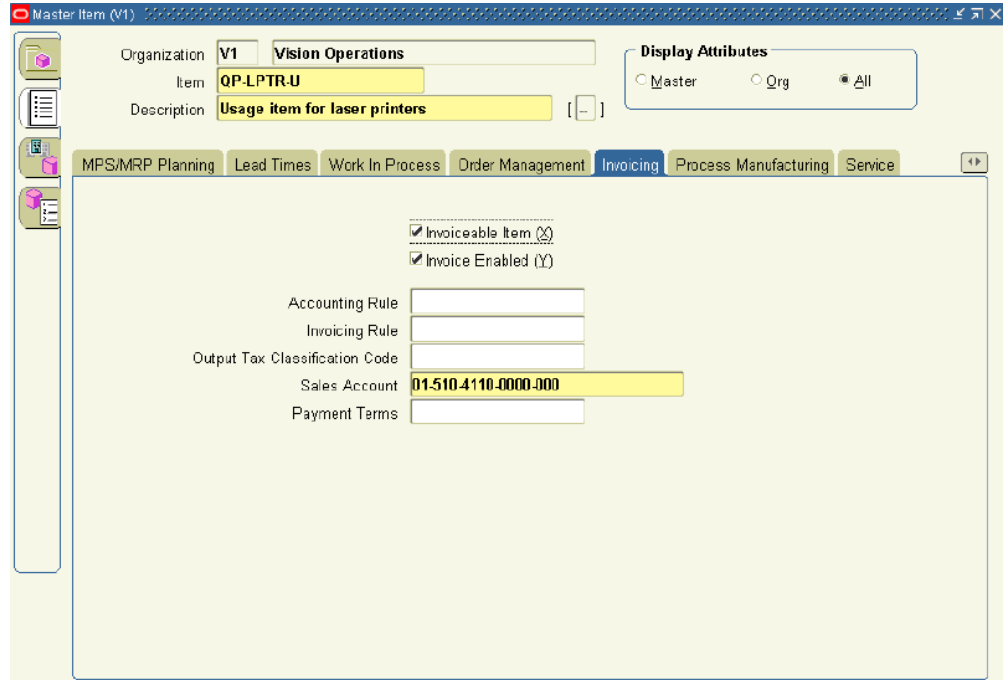 Master Item (V1)
Organization V1 Vision Operations
Display Attributes
Item QP-LPTR-U
Master Org All
Description Usage item for laser printers [ ... ]
MPS/MRP Planning Lead Times Work In Process Order Management Invoicing Process Manufacturing Service
Invoiceable Item (X)
Invoice Enabled (Y)
Accounting Rule
Invoicing Rule
Output Tax Classification Code
Sales Account 01-510-4110-0000-000
Payment Terms